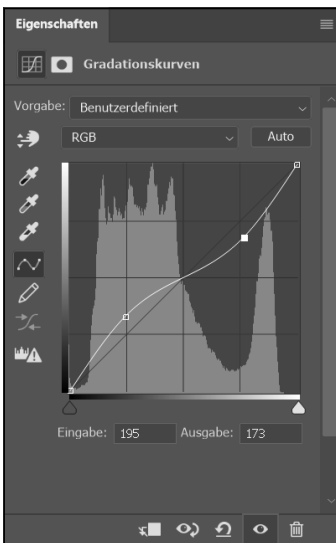 Eigenschaften
Gradationskurven
Vorgabe: Benutzerdefiniert
RGB Auto
Eingabe: 195 Ausgabe: 173